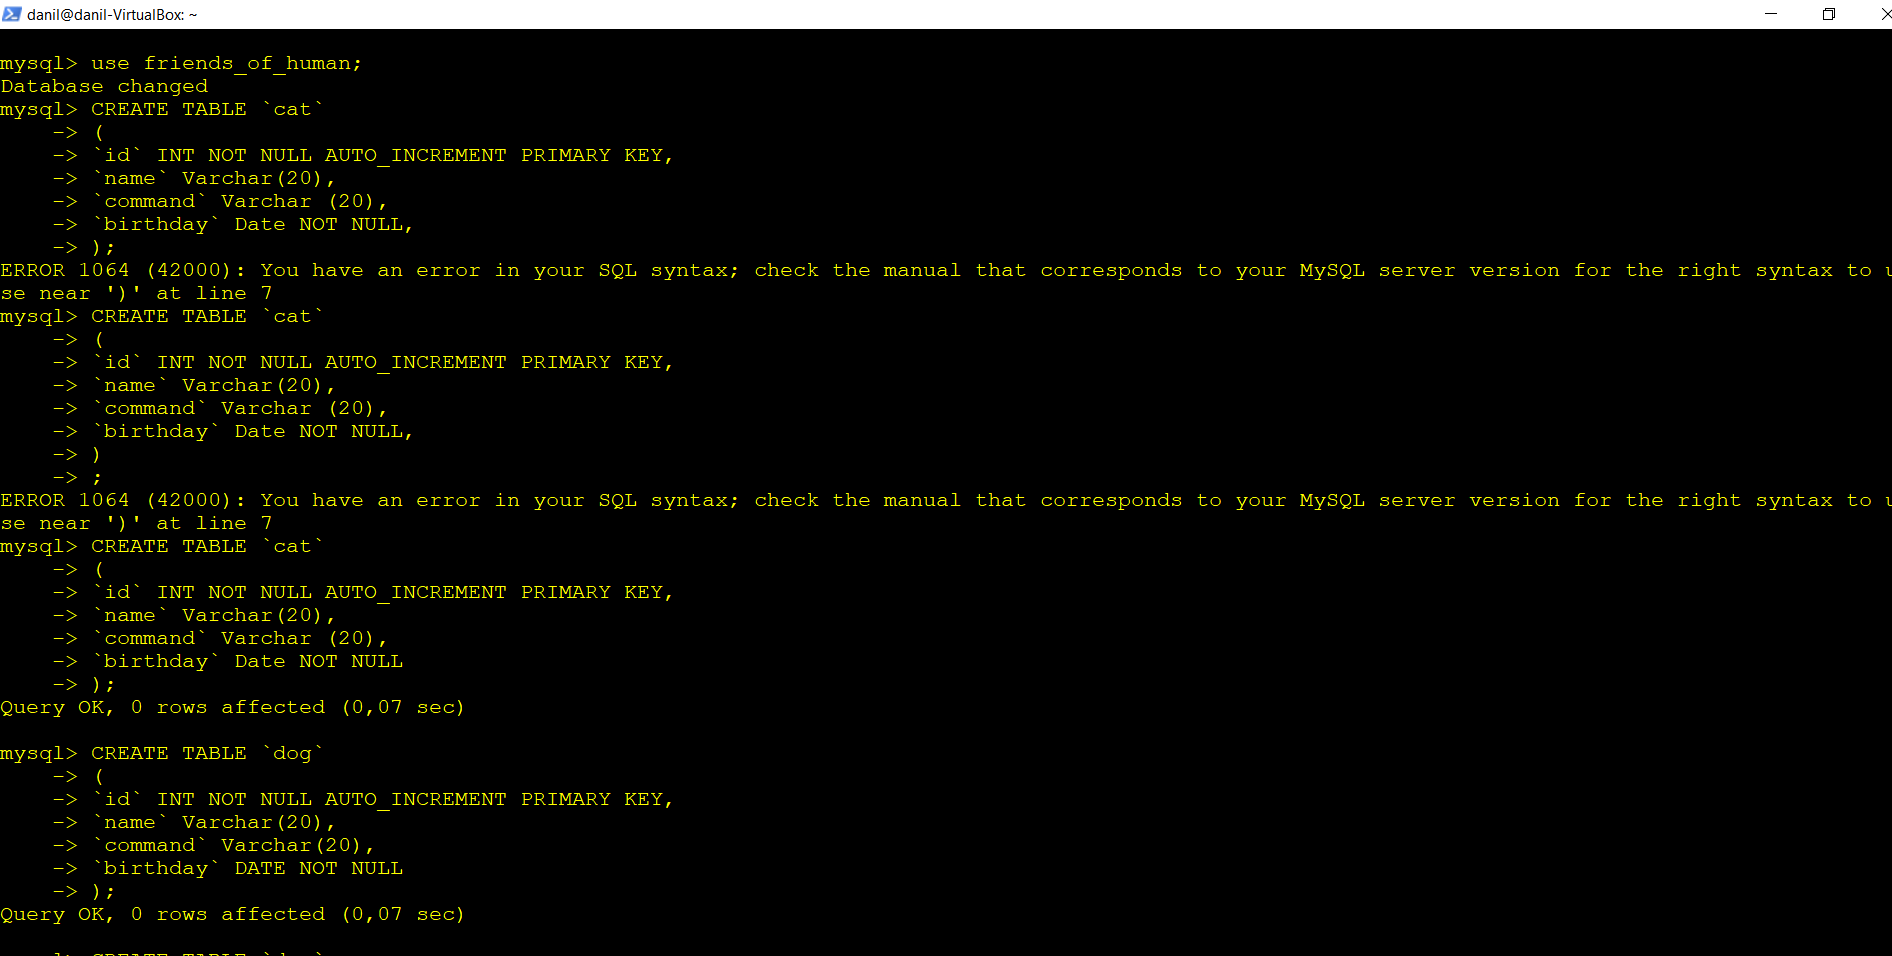 danil@danil-VirtualBox: ~
mysql> use friends_of_human;
Database changed
mysql> CREATE TABLE `cat`
    -> (
    -> `id` INT NOT NULL AUTO_INCREMENT PRIMARY KEY,
    -> `name` Varchar(20),
    -> `command` Varchar (20),
    -> `birthday` Date NOT NULL,
    -> );
ERROR 1064 (42000): You have an error in your SQL syntax; check the manual that corresponds to your MySQL server version for the right syntax to u
se near ')' at line 7
mysql> CREATE TABLE `cat`
    -> (
    -> `id` INT NOT NULL AUTO_INCREMENT PRIMARY KEY,
    -> `name` Varchar(20),
    -> `command` Varchar (20),
    -> `birthday` Date NOT NULL,
    -> )
    -> ;
ERROR 1064 (42000): You have an error in your SQL syntax; check the manual that corresponds to your MySQL server version for the right syntax to u
se near ')' at line 7
mysql> CREATE TABLE `cat`
    -> (
    -> `id` INT NOT NULL AUTO_INCREMENT PRIMARY KEY,
    -> `name` Varchar(20),
    -> `command` Varchar (20),
    -> `birthday` Date NOT NULL
    -> );
Query OK, 0 rows affected (0,07 sec)
mysql> CREATE TABLE `dog`
    -> (
    -> `id` INT NOT NULL AUTO_INCREMENT PRIMARY KEY,
    -> `name` Varchar(20),
    -> `command` Varchar(20),
    -> `birthday` DATE NOT NULL
    -> );
Query OK, 0 rows affected (0,07 sec)